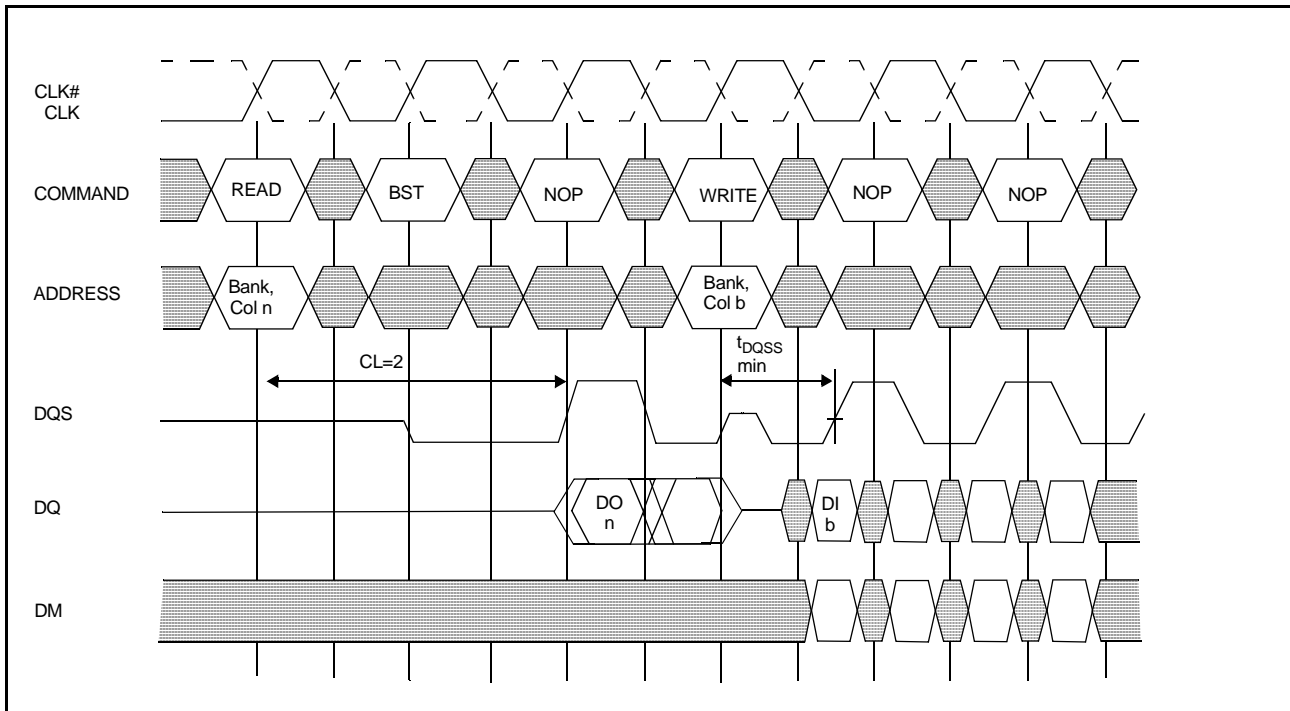 CLK#
CLK
COMMAND
READ
BST
NOP
WRITE
NOP
NOP
ADDRESS
Bank,
Col n
Bank,
Col b
CL=2
tDQSS
min
DQS
DQ
DO
n
DI
b
DM